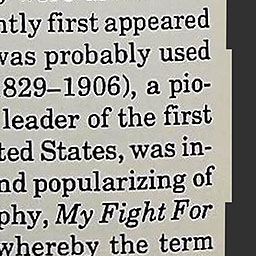 ntly first appeared
was probably used
829–1906), a pio-
leader of the first
ted States, was in-
nd popularizing of
phy, My Fight For
whereby the term